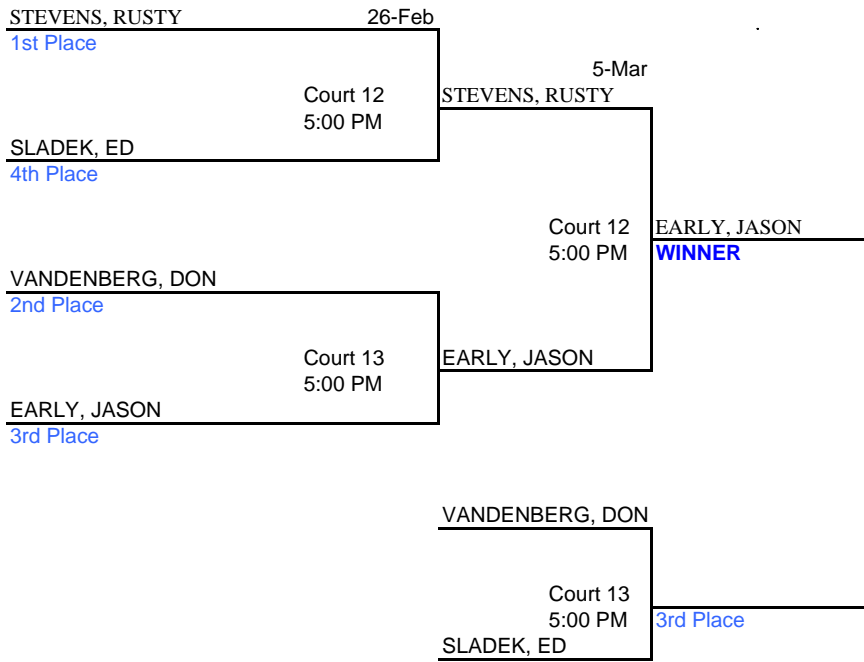 STEVENS, RUSTY 26-Feb
1st Place
5-Mar
Court 12 STEVENS, RUSTY
5:00 PM
SLADEK, ED
4th Place
Court 12 EARLY, JASON
5:00 PM WINNER
VANDENBERG, DON
2nd Place
Court 13 EARLY, JASON
5:00 PM
EARLY, JASON
3rd Place
VANDENBERG, DON
Court 13
5:00 PM 3rd Place
SLADEK, ED